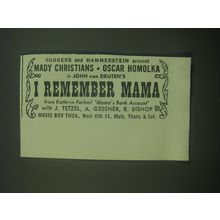 RODGERS and HAMMERSTEIN present
MADY CHRISTIANS • OSCAR HOMOLKA
in JOHN van DRUTEN'S
I REMEMBER MAMA
from Kathryn Forbes' "Mama's Bank Account"
with J. TETZEL, A. GESSNER, R. BISHOP
MUSIC BOX THEA., West 45th St. Mats. Thurs. & Sat.